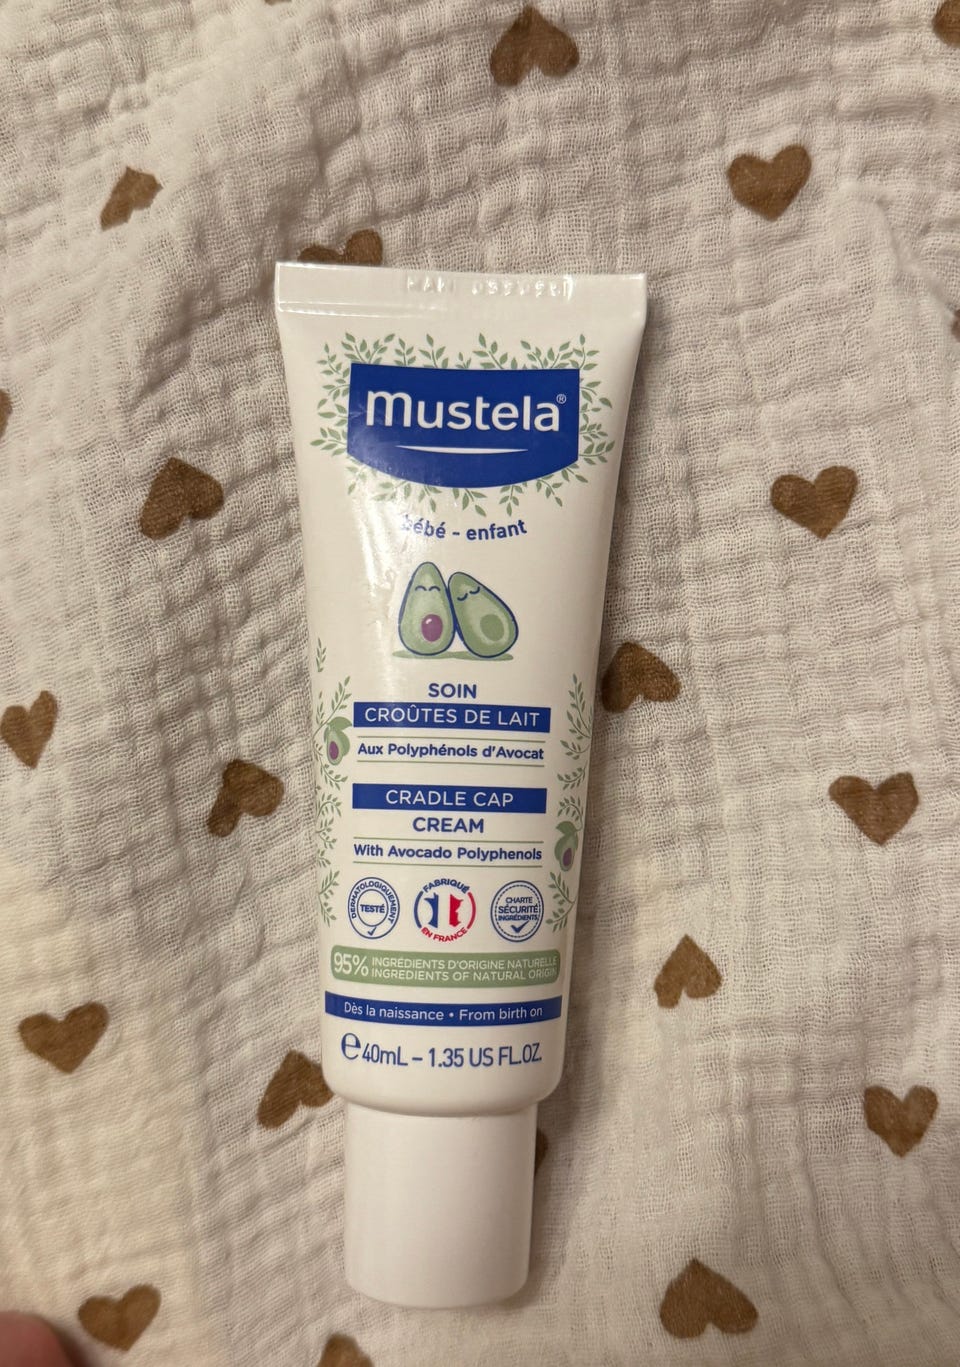 mustela®
bébé - enfant
SOIN
CROÛTES DE LAIT
Aux Polyphénols d'Avocat
CRADLE CAP
CREAM
With Avocado Polyphenols
DERMATOLOGIQUEMENT
TESTÉ
FABRIQUÉ
EN FRANCE
CHARTE
SÉCURITÉ
INGRÉDIENTS
95% INGRÉDIENTS D'ORIGINE NATURELLE
INGREDIENTS OF NATURAL ORIGIN
Dès la naissance • From birth on
℮ 40mL – 1.35 US FL.OZ.